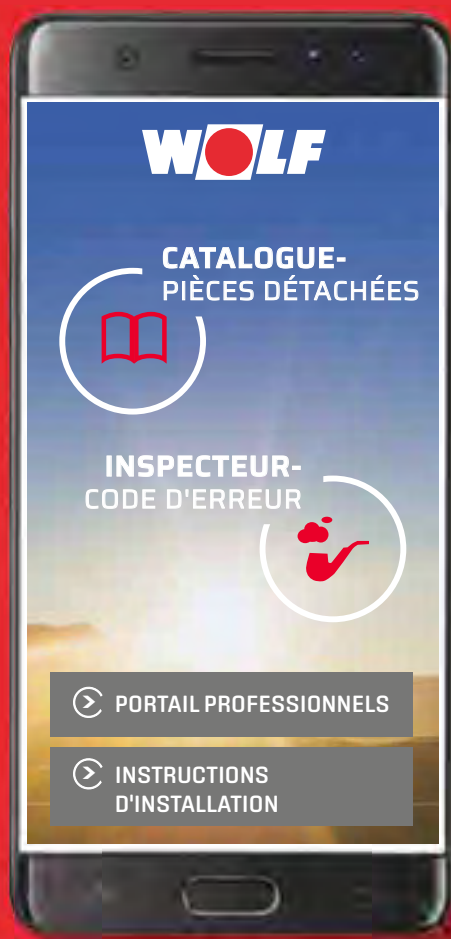 WOLF
CATALOGUE-
PIÈCES DÉTACHÉES
INSPECTEUR-
CODE D'ERREUR
PORTAIL PROFESSIONNELS
INSTRUCTIONS
D'INSTALLATION